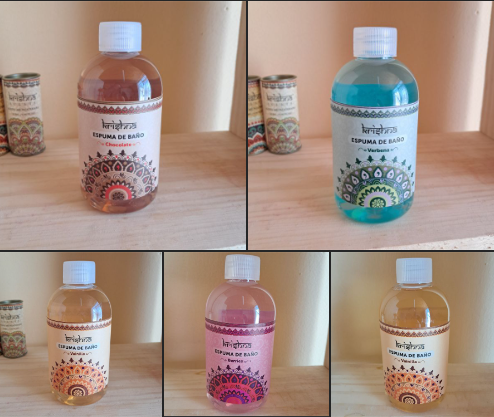 krishna
ESPUMA DE BAÑO
Chocolate
krishna
ESPUMA DE BAÑO
Verbena
krishna
ESPUMA DE BAÑO
Vainilla
krishna
ESPUMA DE BAÑO
krishna
ESPUMA DE BAÑO
Vainilla